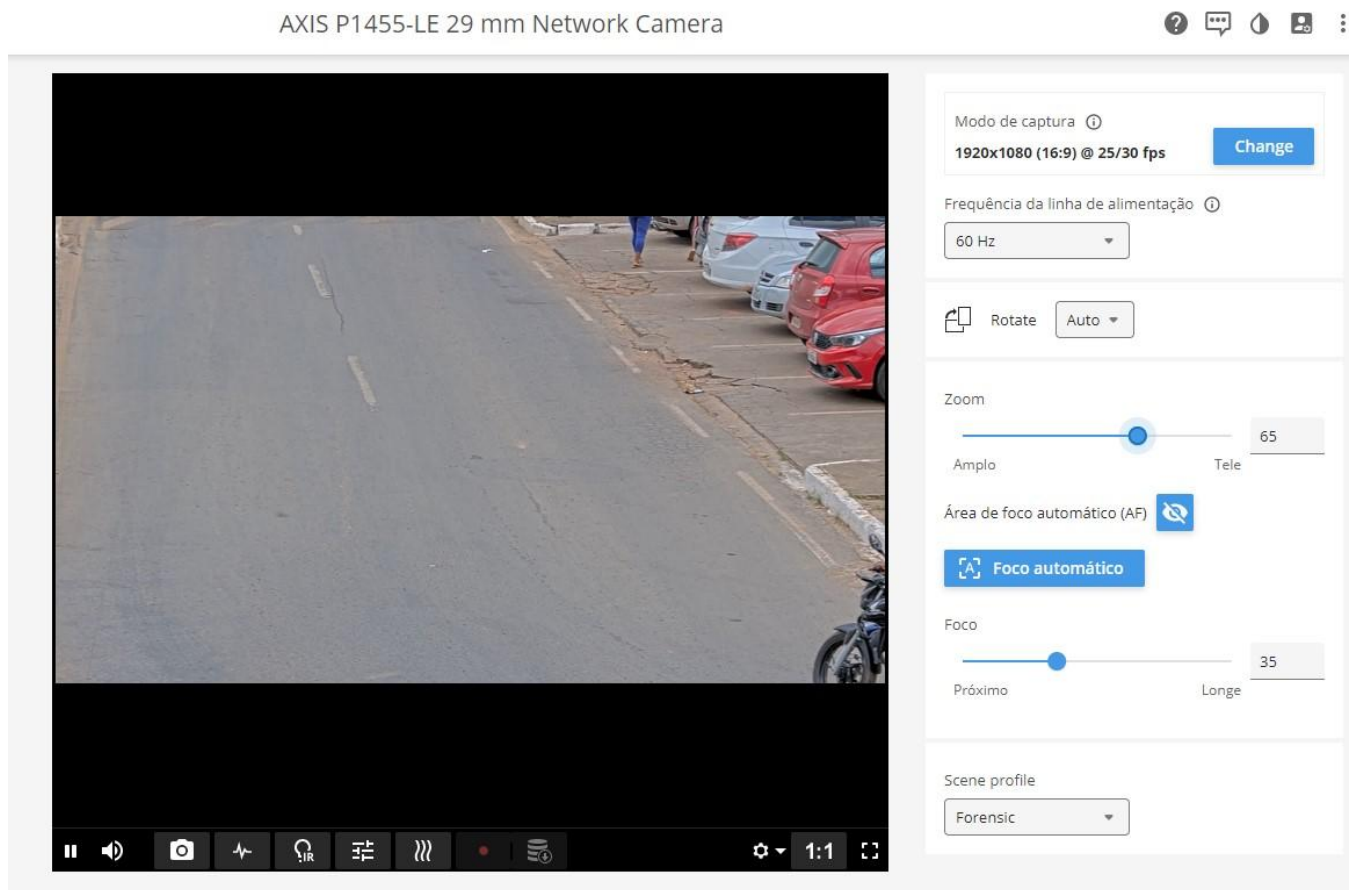 AXIS P1455-LE 29 mm Network Camera
Modo de captura
1920x1080 (16:9) @ 25/30 fps
Change
Frequência da linha de alimentação
60 Hz
Rotate
Auto
Zoom
65
Amplo
Tele
Área de foco automático (AF)
[A] Foco automático
Foco
35
Próximo
Longe
Scene profile
Forensic
IR
1:1